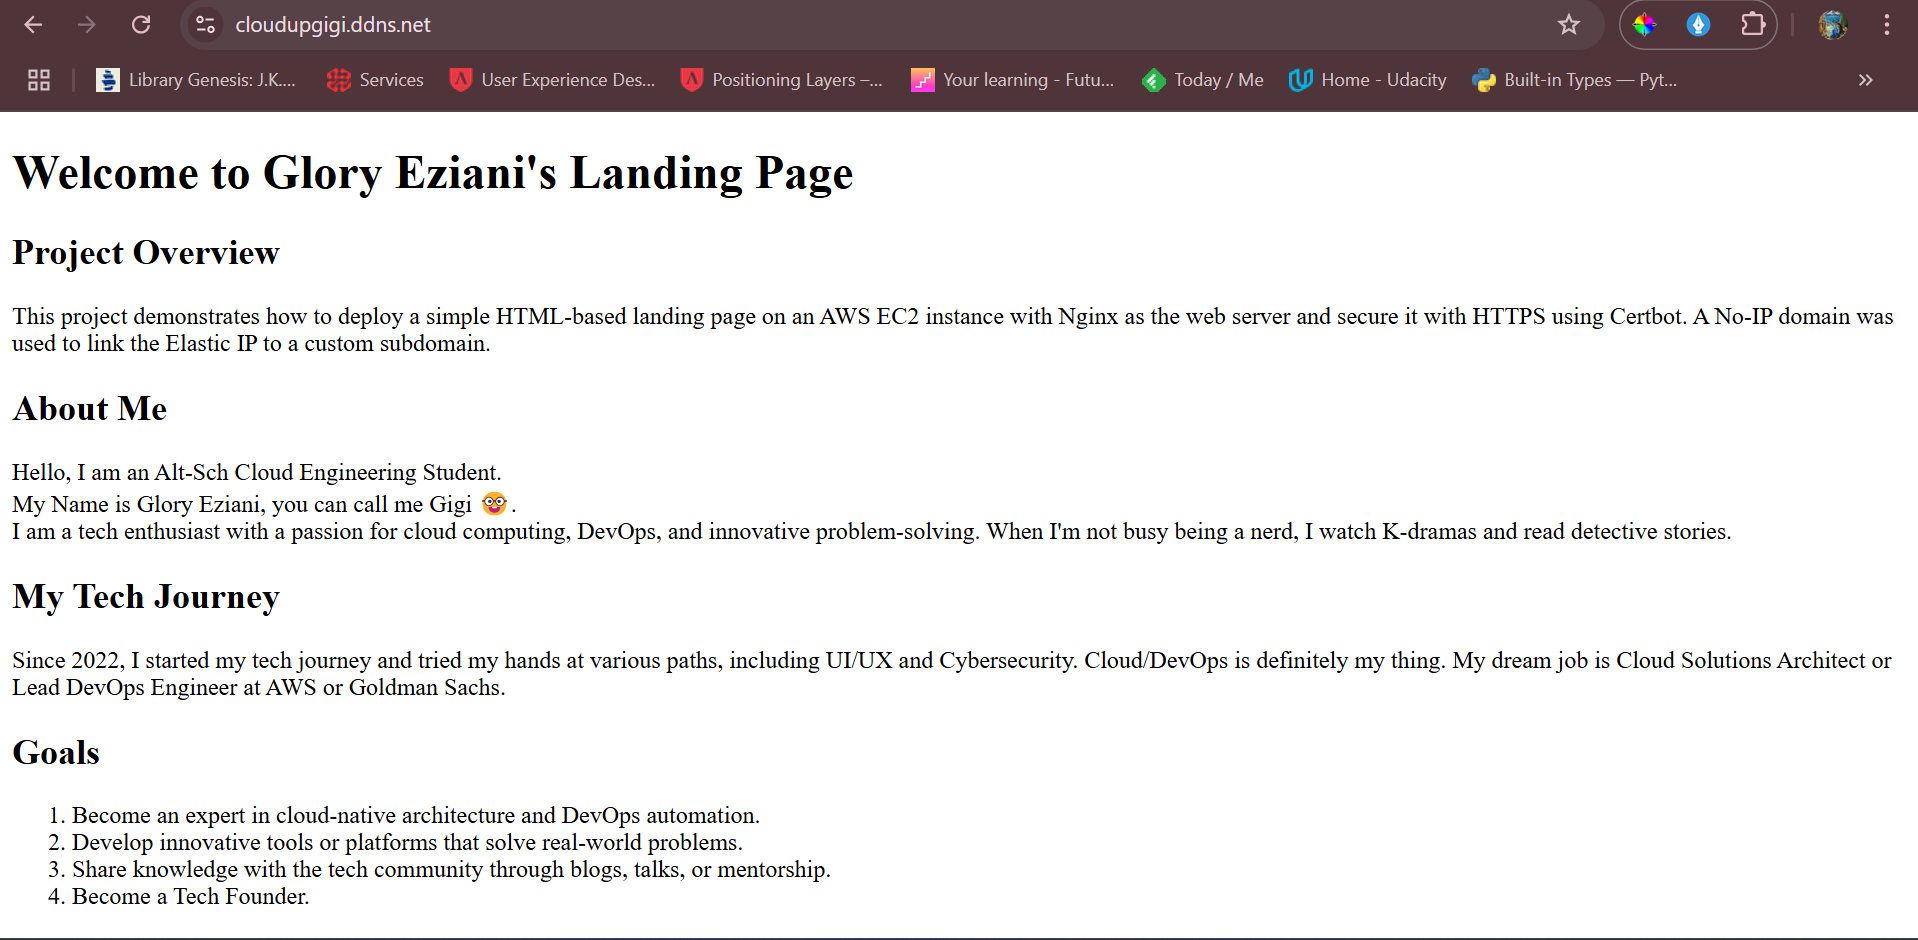 cloudupgigi.ddns.net
Library Genesis: J.K.... Services User Experience Des... Positioning Layers –... Your learning - Futu... Today / Me Home - Udacity Built-in Types — Pyt...
Welcome to Glory Eziani's Landing Page
Project Overview
This project demonstrates how to deploy a simple HTML-based landing page on an AWS EC2 instance with Nginx as the web server and secure it with HTTPS using Certbot. A No-IP domain was
used to link the Elastic IP to a custom subdomain.
About Me
Hello, I am an Alt-Sch Cloud Engineering Student.
My Name is Glory Eziani, you can call me Gigi 🤓.
I am a tech enthusiast with a passion for cloud computing, DevOps, and innovative problem-solving. When I'm not busy being a nerd, I watch K-dramas and read detective stories.
My Tech Journey
Since 2022, I started my tech journey and tried my hands at various paths, including UI/UX and Cybersecurity. Cloud/DevOps is definitely my thing. My dream job is Cloud Solutions Architect or
Lead DevOps Engineer at AWS or Goldman Sachs.
Goals
1. Become an expert in cloud-native architecture and DevOps automation.
2. Develop innovative tools or platforms that solve real-world problems.
3. Share knowledge with the tech community through blogs, talks, or mentorship.
4. Become a Tech Founder.